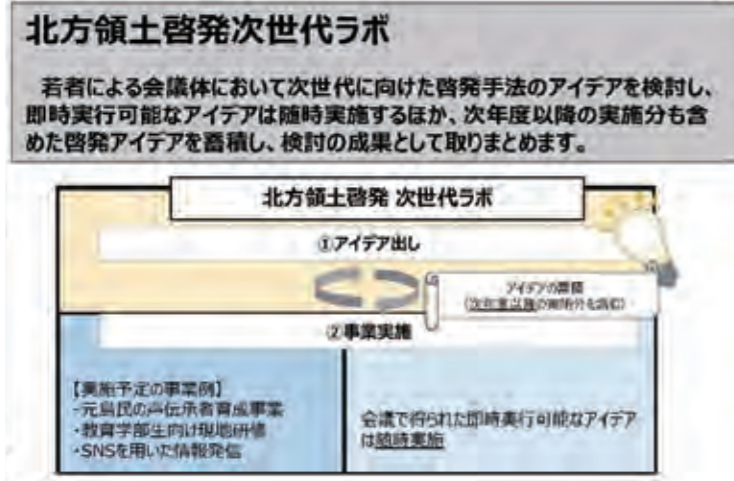 北方領土啓発次世代ラボ
若者による会議体において次世代に向けた啓発手法のアイデアを検討し、
即時実行可能なアイデアは随時実施するほか、次年度以降の実施分も含
めた啓発アイデアを蓄積し、検討の成果として取りまとめます。
北方領土啓発 次世代ラボ
①アイデア出し
アイデアの蓄積
(次年度以降の実施分を含む)
②事業実施
【実施予定の事業例】
・元島民の声伝承者育成事業
・教育学部生向け現地研修
・SNSを用いた情報発信
会議で得られた即時実行可能なアイデア
は随時実施